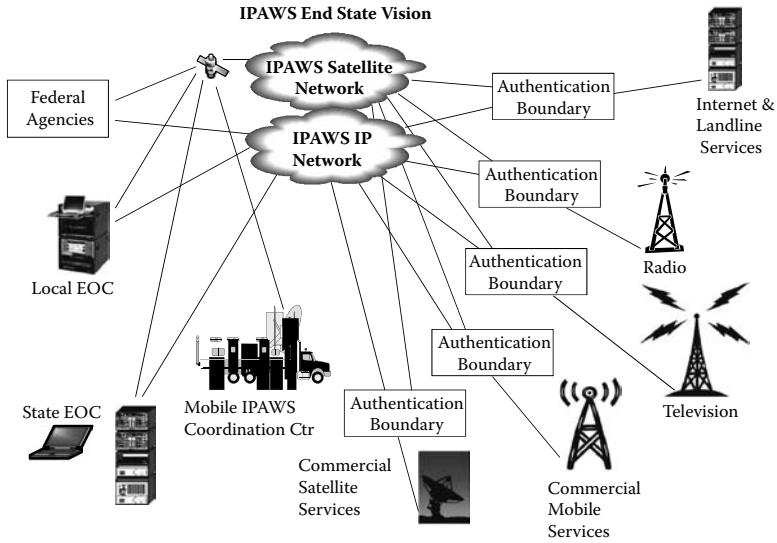 IPAWS End State Vision
IPAWS Satellite
Network
IPAWS IP
Network
Federal
Agencies
Authentication
Boundary
Internet &
Landline
Services
Authentication
Boundary
Radio
Local EOC
Authentication
Boundary
Television
Authentication
Boundary
State EOC
Mobile IPAWS
Coordination Ctr
Authentication
Boundary
Commercial
Satellite
Services
Commercial
Mobile
Services